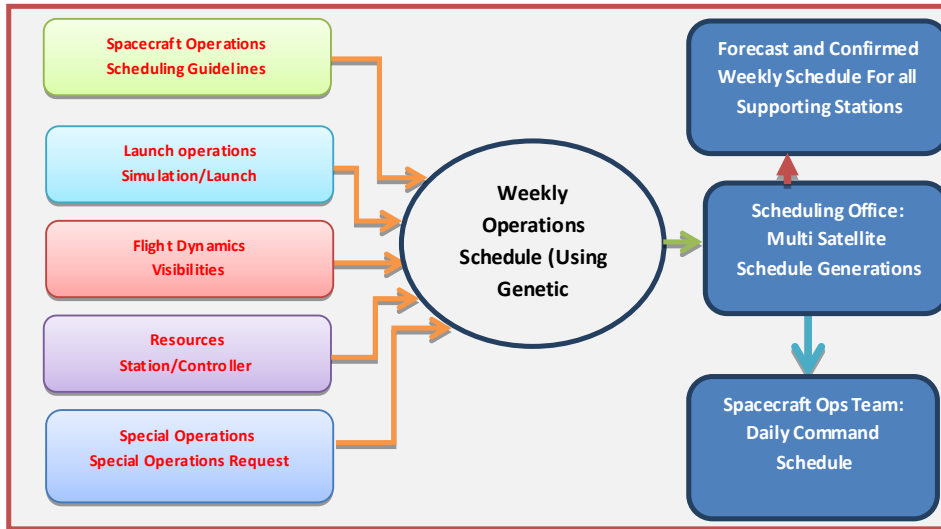 Spacecraft Operations
Scheduling Guidelines
Launch operations
Simulation/Launch
Flight Dynamics
Visibilities
Resources
Station/Controller
Special Operations
Special Operations Request
Weekly
Operations
Schedule (Using
Genetic
Forecast and Confirmed
Weekly Schedule For all
Supporting Stations
Scheduling Office:
Multi Satellite
Schedule Generations
Spacecraft Ops Team:
Daily Command
Schedule